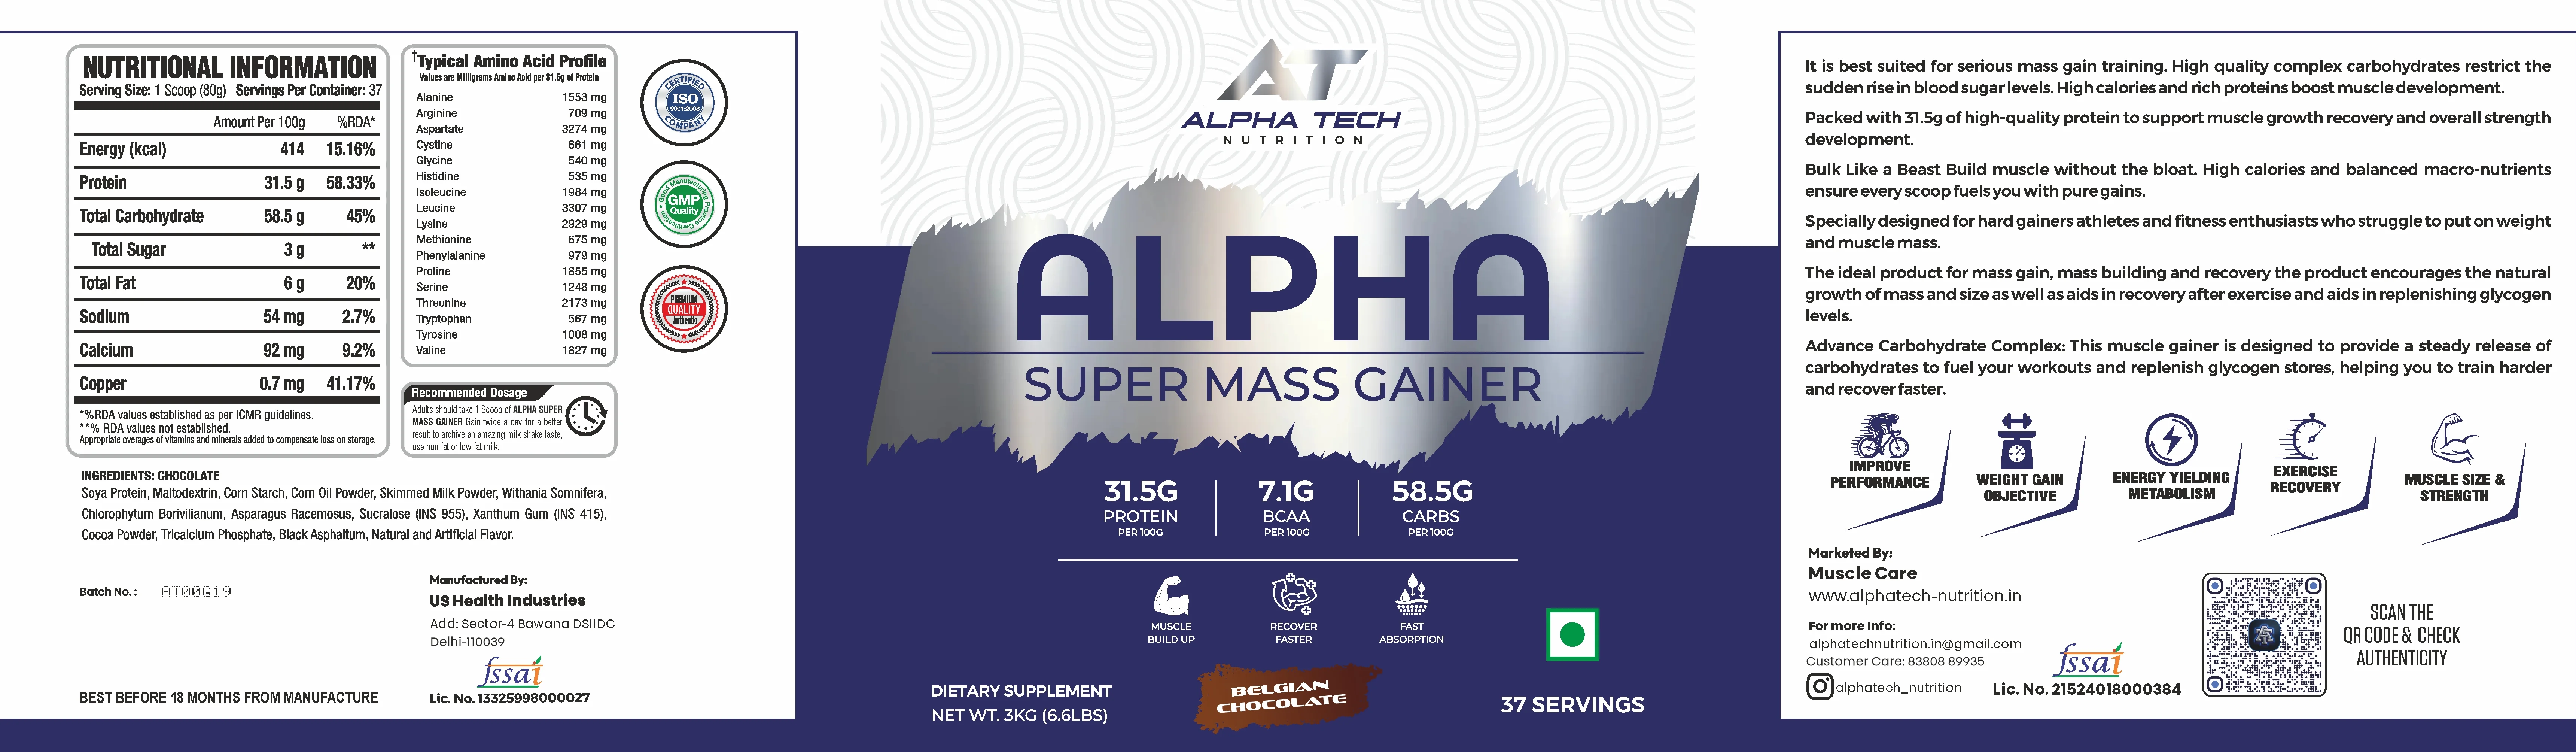 NUTRITIONAL INFORMATION
Serving Size: 1 Scoop (80g) Servings Per Container: 37
Amount Per 100g %RDA*
Energy (kcal) 414 15.16%
Protein 31.5 g 58.33%
Total Carbohydrate 58.5 g 45%
Total Sugar 3 g **
Total Fat 6 g 20%
Sodium 54 mg 2.7%
Calcium 92 mg 9.2%
Copper 0.7 mg 41.17%
*%RDA values established as per ICMR guidelines.
**% RDA values not established.
Appropriate overages of vitamins and minerals added to compensate loss on storage.
†Typical Amino Acid Profile
Values are Milligrams Amino Acid per 31.5g of Protein
Alanine 1553 mg
Arginine 709 mg
Aspartate 3274 mg
Cystine 661 mg
Glycine 540 mg
Histidine 535 mg
Isoleucine 1984 mg
Leucine 3307 mg
Lysine 2929 mg
Methionine 675 mg
Phenylalanine 979 mg
Proline 1855 mg
Serine 1248 mg
Threonine 2173 mg
Tryptophan 567 mg
Tyrosine 1008 mg
Valine 1827 mg
Recommended Dosage
Adults should take 1 Scoop of ALPHA SUPER
MASS GAINER Gain twice a day for a better
result to archive an amazing milk shake taste,
use non fat or low fat milk.
CERTIFIED
ISO
9001:2008
COMPANY
Good Manufacturing Practice
GMP
Quality
Certification
PREMIUM
QUALITY
Authentic
INGREDIENTS: CHOCOLATE
Soya Protein, Maltodextrin, Corn Starch, Corn Oil Powder, Skimmed Milk Powder, Withania Somnifera,
Chlorophytum Borivilianum, Asparagus Racemosus, Sucralose (INS 955), Xanthum Gum (INS 415),
Cocoa Powder, Tricalcium Phosphate, Black Asphaltum, Natural and Artificial Flavor.
Batch No. : AT00G19
BEST BEFORE 18 MONTHS FROM MANUFACTURE
Manufactured By:
US Health Industries
Add: Sector-4 Bawana DSIIDC
Delhi-110039
fssai
Lic. No. 13325998000027
AT
ALPHA TECH
NUTRITION
ALPHA
SUPER MASS GAINER
31.5G
PROTEIN
PER 100G
7.1G
BCAA
PER 100G
58.5G
CARBS
PER 100G
MUSCLE
BUILD UP
RECOVER
FASTER
FAST
ABSORPTION
DIETARY SUPPLEMENT
NET WT. 3KG (6.6LBS)
BELGIAN
CHOCOLATE
37 SERVINGS
It is best suited for serious mass gain training. High quality complex carbohydrates restrict the
sudden rise in blood sugar levels. High calories and rich proteins boost muscle development.
Packed with 31.5g of high-quality protein to support muscle growth recovery and overall strength
development.
Bulk Like a Beast Build muscle without the bloat. High calories and balanced macro-nutrients
ensure every scoop fuels you with pure gains.
Specially designed for hard gainers athletes and fitness enthusiasts who struggle to put on weight
and muscle mass.
The ideal product for mass gain, mass building and recovery the product encourages the natural
growth of mass and size as well as aids in recovery after exercise and aids in replenishing glycogen
levels.
Advance Carbohydrate Complex: This muscle gainer is designed to provide a steady release of
carbohydrates to fuel your workouts and replenish glycogen stores, helping you to train harder
and recover faster.
IMPROVE
PERFORMANCE
WEIGHT GAIN
OBJECTIVE
ENERGY YIELDING
METABOLISM
EXERCISE
RECOVERY
MUSCLE SIZE &
STRENGTH
Marketed By:
Muscle Care
www.alphatech-nutrition.in
For more Info:
alphatechnutrition.in@gmail.com
Customer Care: 83808 89935
alphatech_nutrition
fssai
Lic. No. 21524018000384
SCAN THE
QR CODE & CHECK
AUTHENTICITY